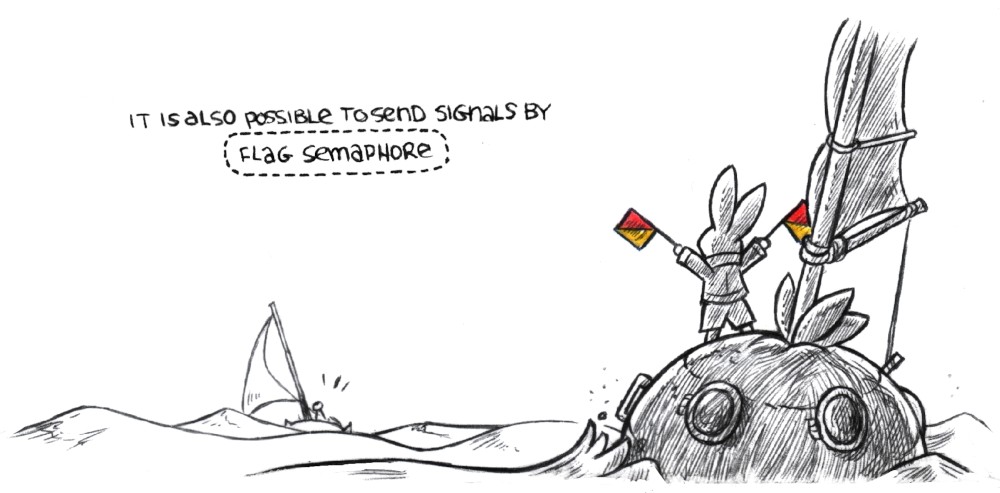 IT IS aLSO POSSIBLE TO SenD SIGnaLS BY
FLaG SemaPHORe